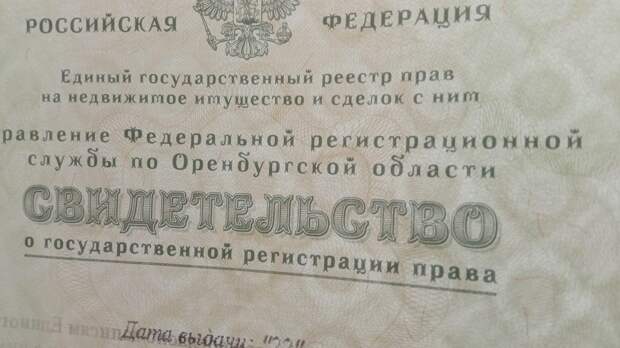 РОССИЙСКАЯ ФЕДЕРАЦИЯ
Единый государственный реестр прав
на недвижимое имущество и сделок с ним
равление Федеральной регистрационной
службы по Оренбургской области
СВИДЕТЕЛЬСТВО
о государственной регистрации права
Дата выдачи: